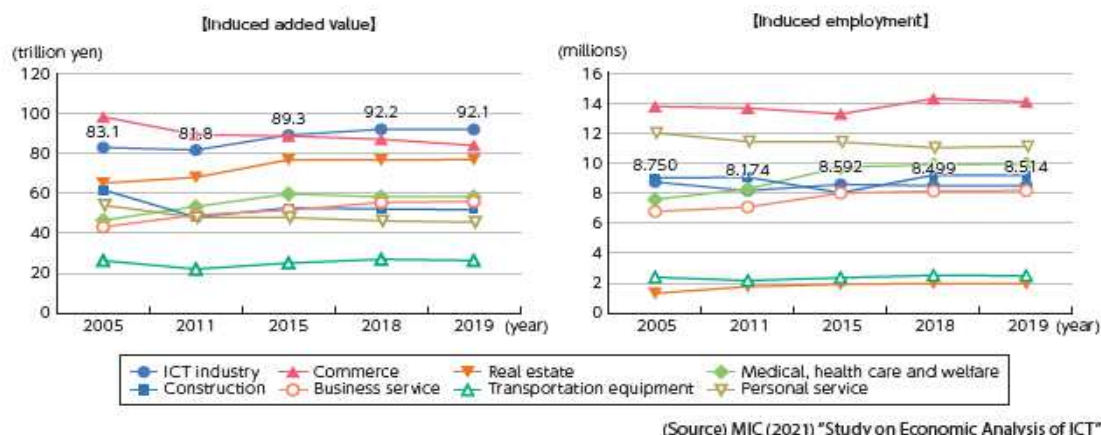 【Induced added value】
(trillion yen)
120
100
80
60
40
20
0
83.1
81.8
89.3
92.2
92.1
2005 2011 2015 2018 2019 (year)
【Induced employment】
(millions)
16
14
12
10
8
6
4
2
0
8.750
8.174
8.592
8.499
8.514
2005 2011 2015 2018 2019 (year)
ICT industry Commerce Real estate Medical, health care and welfare
Construction Business service Transportation equipment Personal service
(Source) MIC (2021) "Study on Economic Analysis of ICT"